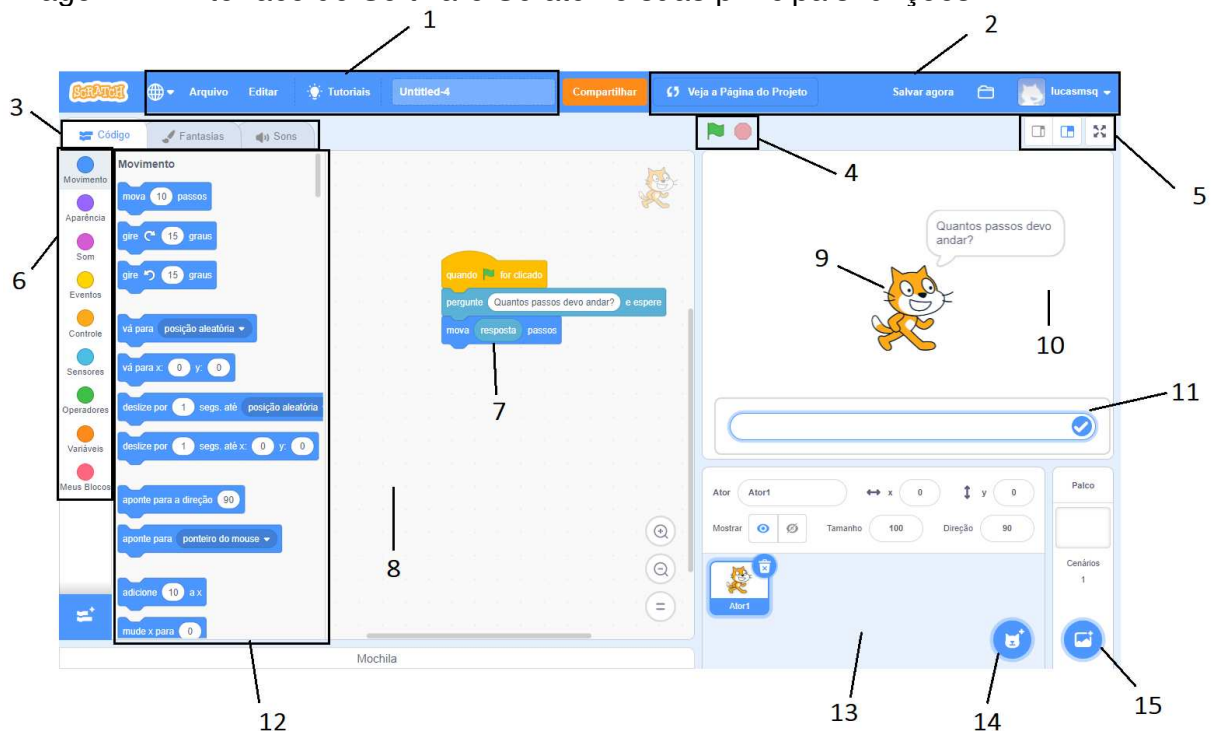 1
2
SCRATCH Arquivo Editar Tutoriais Untitled-4 Compartilhar Veja a Página do Projeto Salvar agora lucasmsq
3
Código Fantasias Sons
4
5
6
Movimento
Aparência
Som
Eventos
Controle
Sensores
Operadores
Variáveis
Meus Blocos
Movimento
mova 10 passos
gire 15 graus
gire 15 graus
vá para posição aleatória
vá para x: 0 y: 0
deslize por 1 segs. até posição aleatória
deslize por 1 segs. até x: 0 y: 0
aponte para a direção 90
aponte para ponteiro do mouse
adicione 10 a x
mude x para 0
quando for clicado
pergunte Quantos passos devo andar? e espere
mova resposta passos
7
8
Quantos passos devo
andar?
9
10
11
Ator Ator1 x 0 y 0
Mostrar Tamanho 100 Direção 90
Ator1
Palco
Cenários
1
Mochila
12
13
14
15